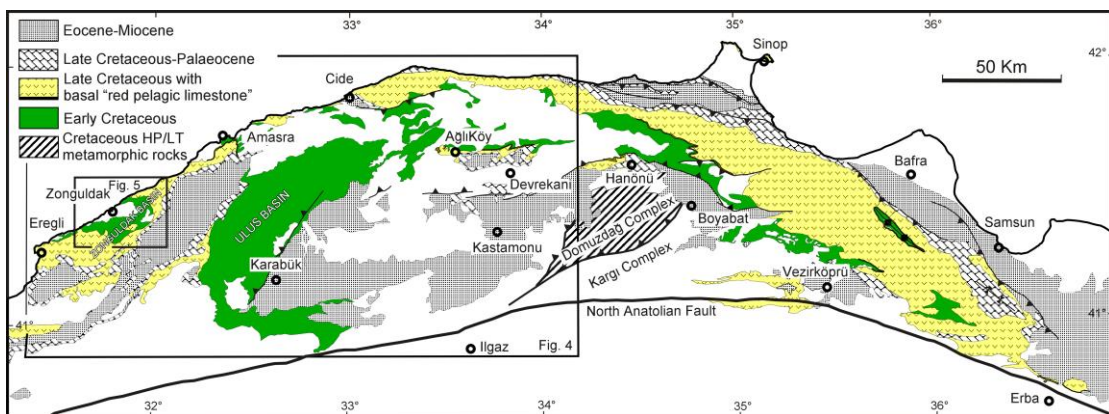 33°
34°
35°
36°
42°
Eocene-Miocene
Late Cretaceous-Palaeocene
Late Cretaceous with
basal “red pelagic limestone”
Early Cretaceous
Cretaceous HP/LT
metamorphic rocks
Sinop
50 Km
Cide
Amasra
AğlıKöy
Devrekani
Hanönü
Bafra
Zonguldak
Fig. 5
ZONGULDAK BASIN
Eregli
ULUS BASIN
Domuzdag Complex
Boyabat
Kastamonu
Kargı Complex
Samsun
Karabük
Vezirköprü
41°
North Anatolian Fault
41°
Ilgaz
Fig. 4
Erba
32°
33°
34°
35°
36°